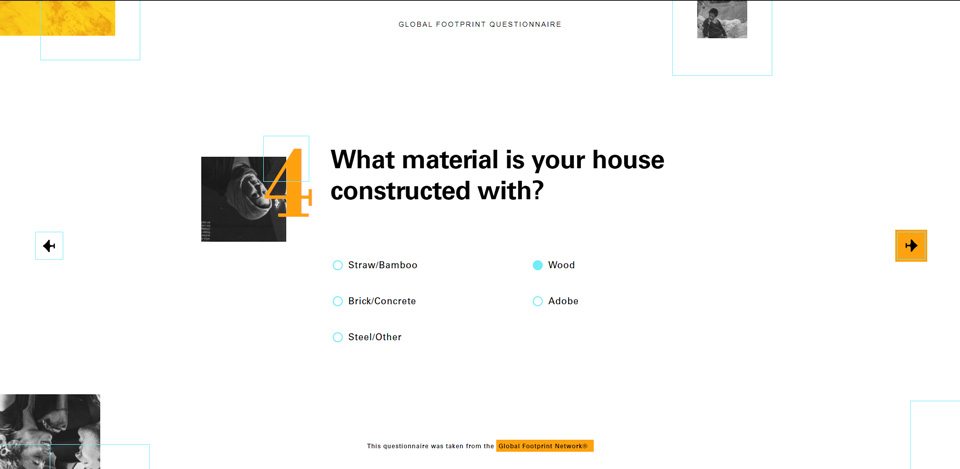 GLOBAL FOOTPRINT QUESTIONNAIRE
4
What material is your house
constructed with?
Straw/Bamboo
Wood
Brick/Concrete
Adobe
Steel/Other
This questionnaire was taken from the Global Footprint Network®